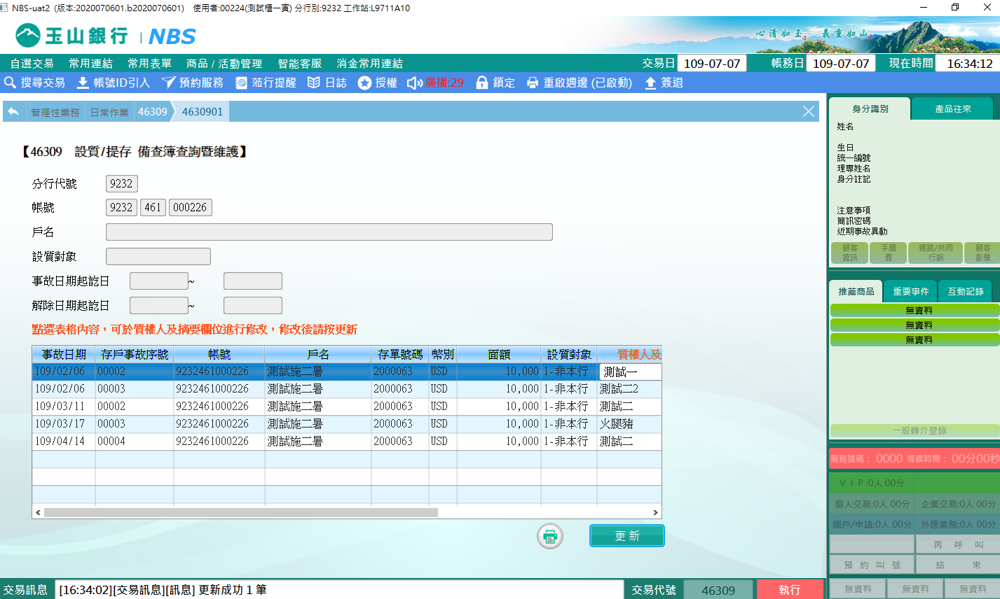 NBS-uat2 (版本:2020070601.b2020070601) 使用者:00224(測試櫃一寅) 分行別:9232 工作站:L9711A10
玉山銀行 | NBS
心清如玉。義重如山。
自選交易 常用連結 常用表單 商品 / 活動管理 智能客服 消金常用連結 交易日 109-07-07 帳務日 109-07-07 現在時間 16:34:12
搜尋交易 帳號ID引入 預約服務 蒞行提醒 日誌 授權 廣播:29 鎖定 重啟週邊 (已啟動) 簽退
管理性業務 日常作業 46309 4630901
【46309 設質/提存 備查簿查詢暨維護】
分行代號 9232
帳號 9232 461 000226
戶名
設質對象
事故日期起訖日 ~
解除日期起訖日 ~
點選表格內容，可於質權人及摘要欄位進行修改，修改後請按更新
事故日期 存戶事故序號 帳號 戶名 存單號碼 幣別 面額 設質對象 質權人及
109/02/06 00002 9232461000226 測試施二暑 2000063 USD 10,000 1-非本行 測試一
109/02/06 00003 9232461000226 測試施二暑 2000063 USD 10,000 1-非本行 測試二2
109/03/11 00002 9232461000226 測試施二暑 2000063 USD 10,000 1-非本行 測試二
109/03/17 00003 9232461000226 測試施二暑 2000063 USD 10,000 1-非本行 火腿豬
109/04/14 00004 9232461000226 測試施二暑 2000063 USD 10,000 1-非本行 測試二
更新
身分識別 產品往來
姓名
生日
統一編號
理專姓名
身分註記
注意事項
簡訊密碼
近期事故異動
顧客資訊 手續費 通路/共同行銷 顧客影像
推薦商品 重要事件 互動記錄
無資料
無資料
無資料
一般轉介登錄
服務號碼： 0000 等候時間： 00分00秒
ＶＩＰ:0人 00分
個人交易:0人 00分 企業交易:0人 00分
開戶/申請:0人 00分 外匯業務:0人 00分
再呼叫
預約叫號 結束
無資料 無資料 無資料
交易訊息 [16:34:02][交易訊息][訊息] 更新成功 1 筆 交易代號 46309 執行